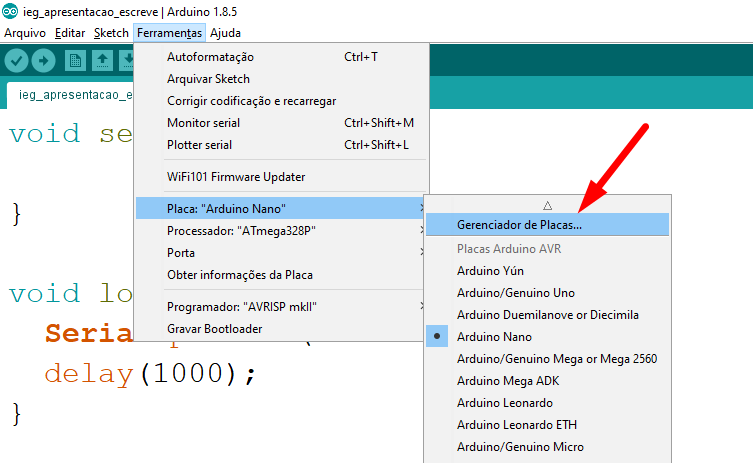 ieg_apresentacao_escreve | Arduino 1.8.5
Arquivo Editar Sketch Ferramentas Ajuda
ieg_apresentacao_e
void se
}
void lo
Seria
delay(1000);
}
Autoformatação Ctrl+T
Arquivar Sketch
Corrigir codificação e recarregar
Monitor serial Ctrl+Shift+M
Plotter serial Ctrl+Shift+L
WiFi101 Firmware Updater
Placa: "Arduino Nano"
Processador: "ATmega328P"
Porta
Obter informações da Placa
Programador: "AVRISP mkII"
Gravar Bootloader
Gerenciador de Placas...
Placas Arduino AVR
Arduino Yún
Arduino/Genuino Uno
Arduino Duemilanove or Diecimila
Arduino Nano
Arduino/Genuino Mega or Mega 2560
Arduino Mega ADK
Arduino Leonardo
Arduino Leonardo ETH
Arduino/Genuino Micro